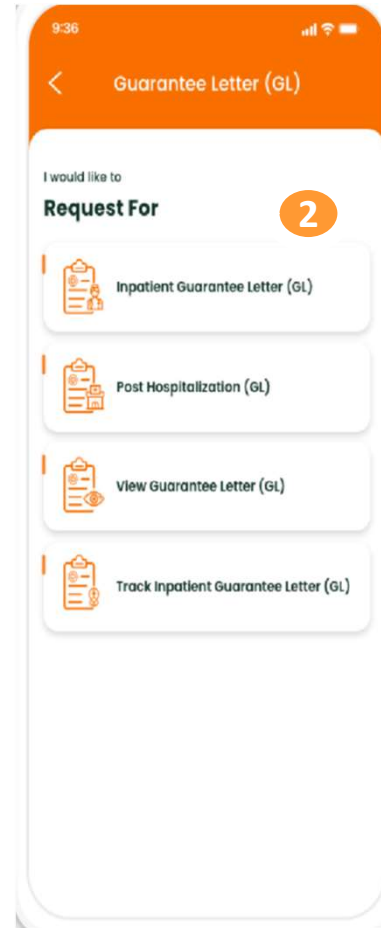 9:36
Guarantee Letter (GL)
I would like to
Request For
2
Inpatient Guarantee Letter (GL)
Post Hospitalization (GL)
View Guarantee Letter (GL)
Track Inpatient Guarantee Letter (GL)